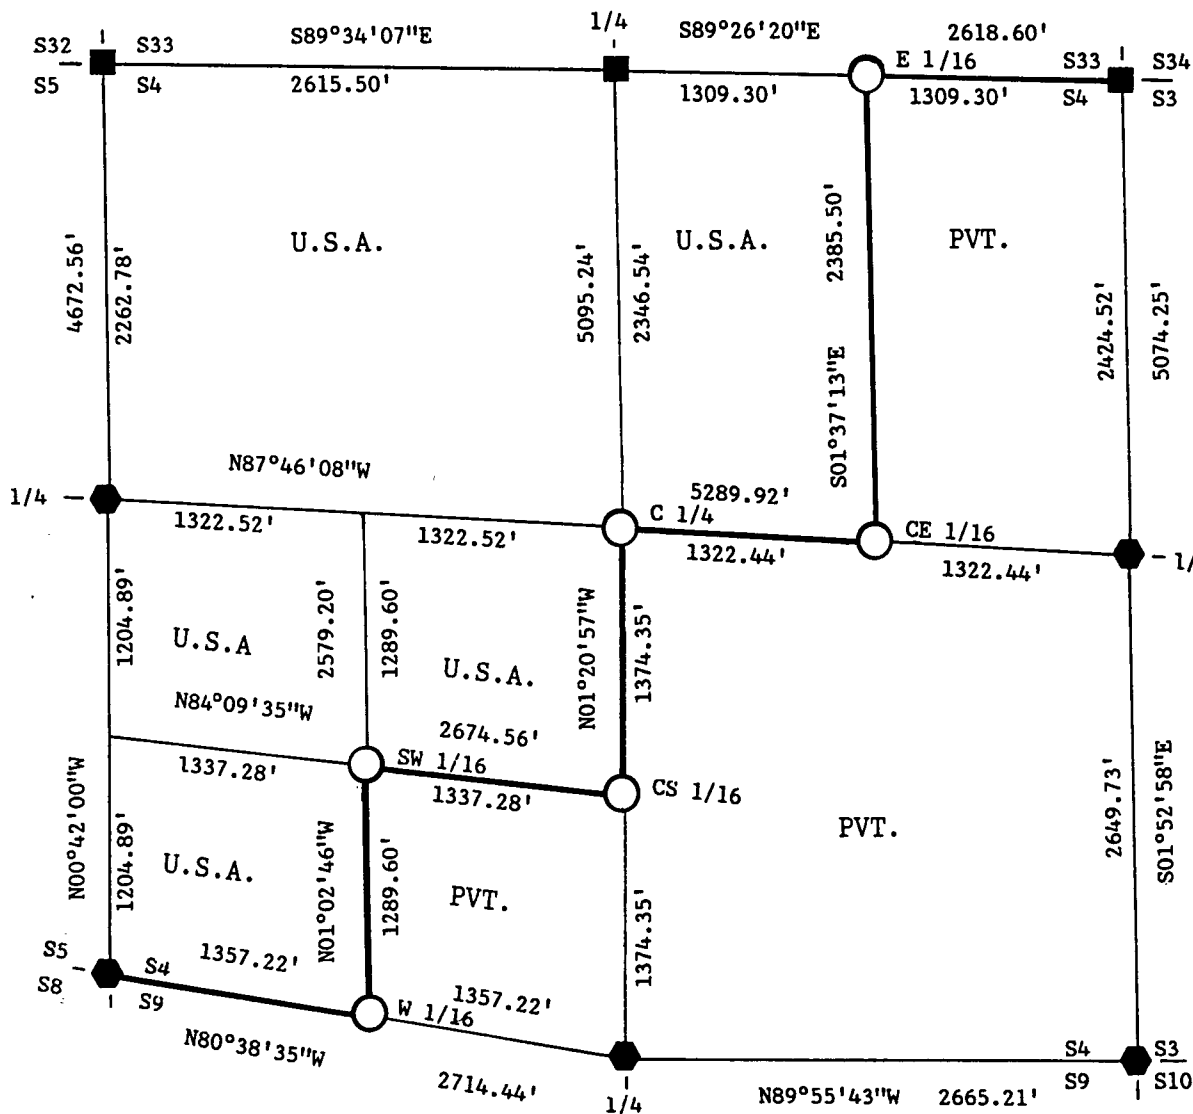 1/4
S89°34'07"E
S89°26'20"E
2618.60'
S32
S33
E 1/16
S33
S34
S5
S4
2615.50'
1309.30'
1309.30'
S4
S3
U.S.A.
U.S.A.
PVT.
4672.56'
2262.78'
5095.24'
2346.54'
2385.50'
S01°37'13"E
2424.52'
5074.25'
N87°46'08"W
1/4
1322.52'
1322.52'
5289.92'
C 1/4
1322.44'
CE 1/16
1322.44'
1204.89'
U.S.A
2579.20'
1289.60'
U.S.A.
N01°20'57"W
1374.35'
N84°09'35"W
2674.56'
SW 1/16
1337.28'
1337.28'
CS 1/16
N00°42'00"W
1204.89'
U.S.A.
N01°02'46"W
1289.60'
PVT.
1374.35'
PVT.
2649.73'
S01°52'58"E
S5
S4
1357.22'
1357.22'
S8
S9
W 1/16
N80°38'35"W
2714.44'
1/4
N89°55'43"W
2665.21'
S4
S3
S9
S10